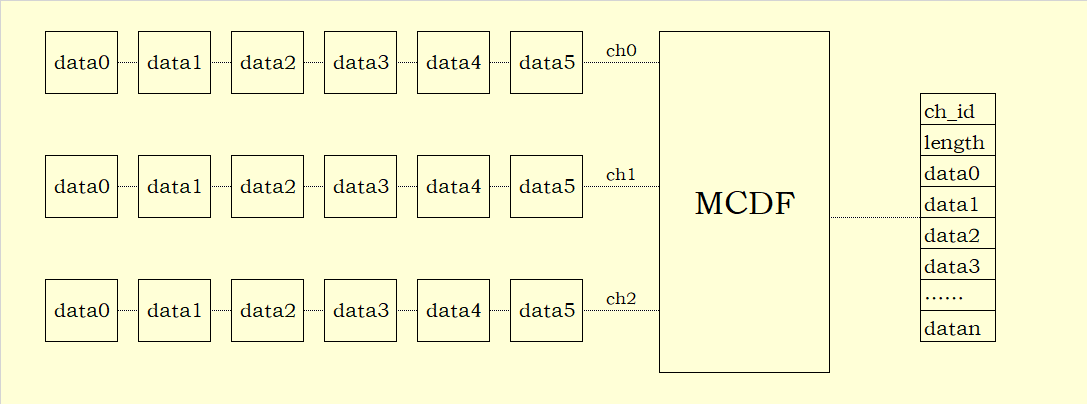 data0 data1 data2 data3 data4 data5 ch0
data0 data1 data2 data3 data4 data5 ch1
data0 data1 data2 data3 data4 data5 ch2
MCDF
ch_id
length
data0
data1
data2
data3
......
datan